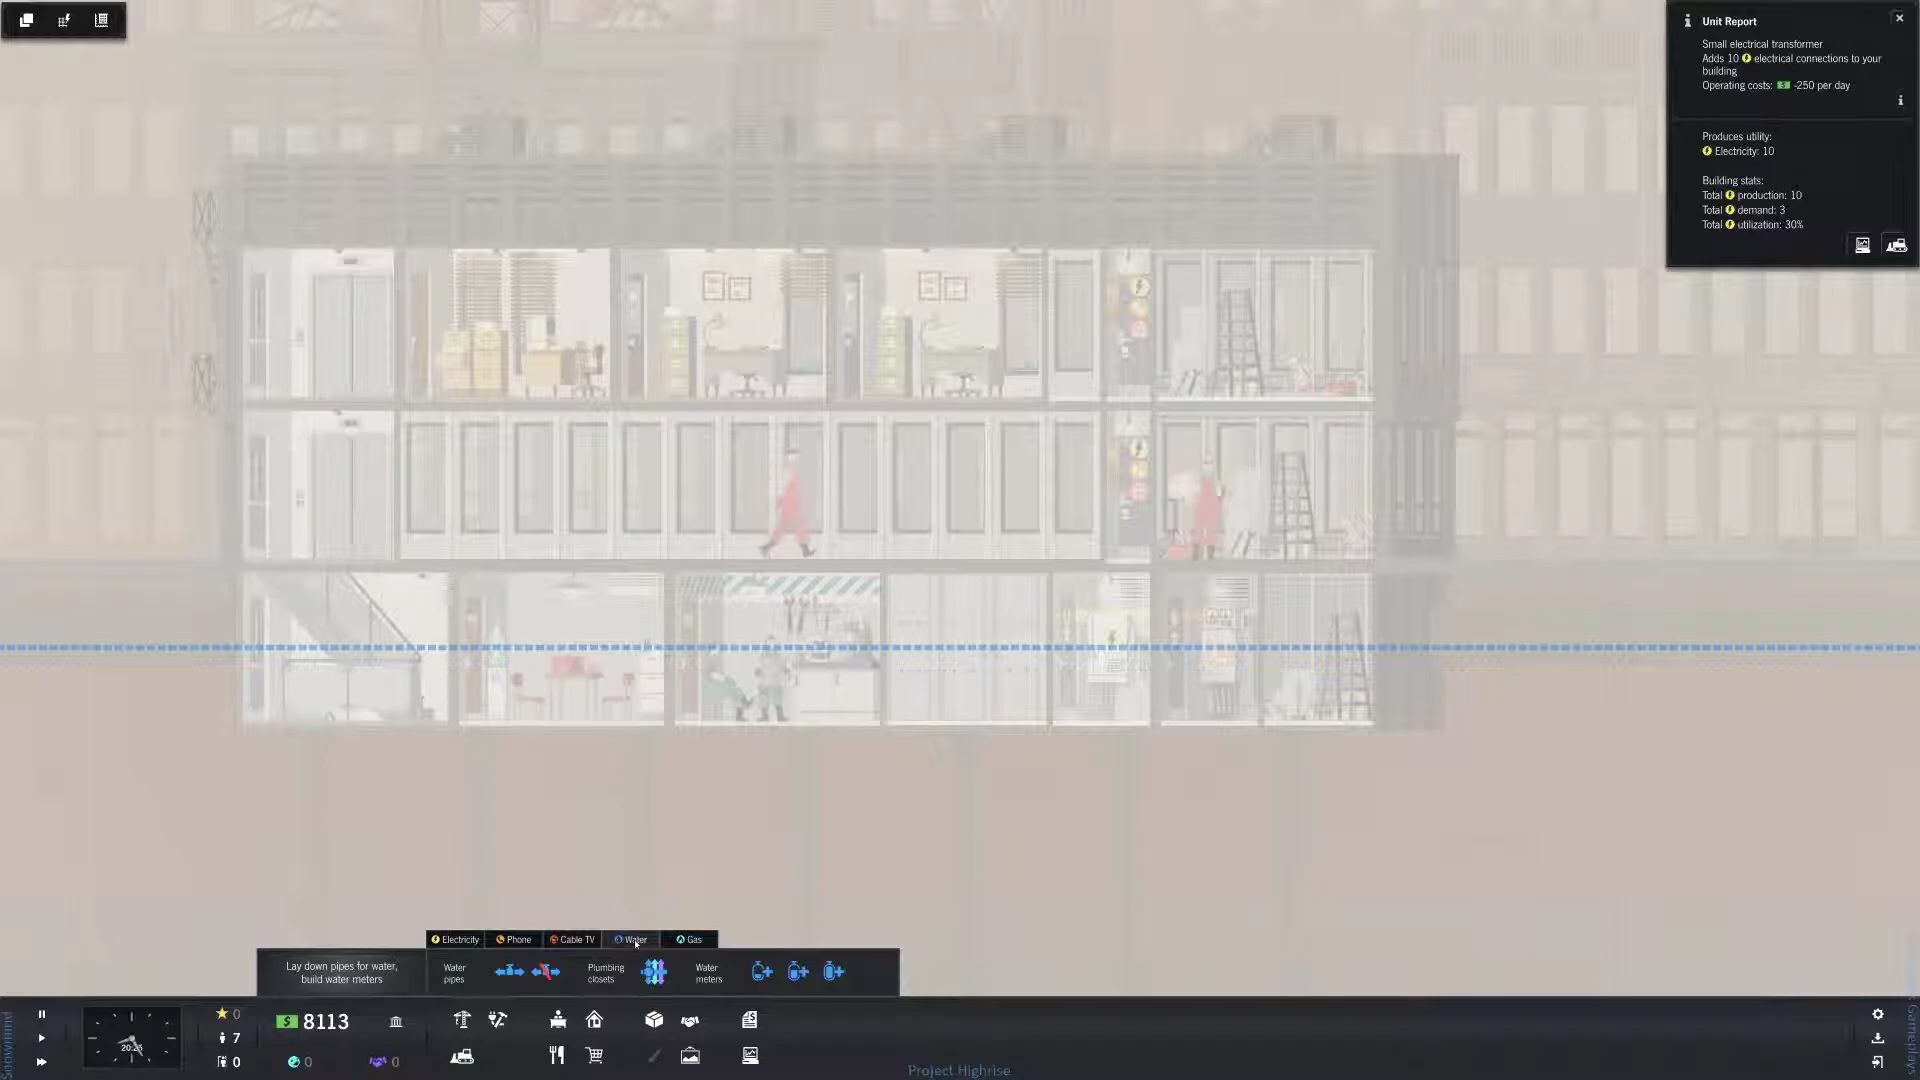 Unit Report
Small electrical transformer
Adds 10 electrical connections to your
building
Operating costs: $ -250 per day
Produces utility:
Electricity: 10
Building stats:
Total production: 10
Total demand: 3
Total utilization: 30%
Electricity
Phone
Cable TV
Water
Gas
Lay down pipes for water,
build water meters
Water
pipes
Plumbing
closets
Water
meters
0
7
0
$ 8113
0
0
Project Highrise
Gameplays